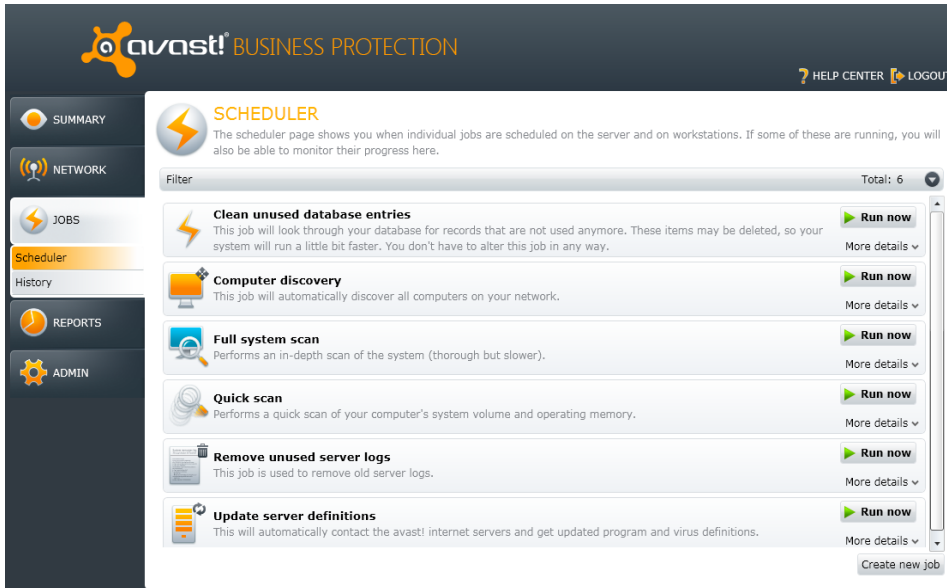 avast! BUSINESS PROTECTION
HELP CENTER LOGOU
SUMMARY
NETWORK
JOBS
Scheduler
History
REPORTS
ADMIN
SCHEDULER
The scheduler page shows you when individual jobs are scheduled on the server and on workstations. If some of these are running, you will
also be able to monitor their progress here.
Filter Total: 6
Clean unused database entries
This job will look through your database for records that are not used anymore. These items may be deleted, so your
system will run a little bit faster. You don't have to alter this job in any way.
Run now
More details
Computer discovery
This job will automatically discover all computers on your network.
Run now
More details
Full system scan
Performs an in-depth scan of the system (thorough but slower).
Run now
More details
Quick scan
Performs a quick scan of your computer's system volume and operating memory.
Run now
More details
Remove unused server logs
This job is used to remove old server logs.
Run now
More details
Update server definitions
This will automatically contact the avast! internet servers and get updated program and virus definitions.
Run now
More details
Create new job